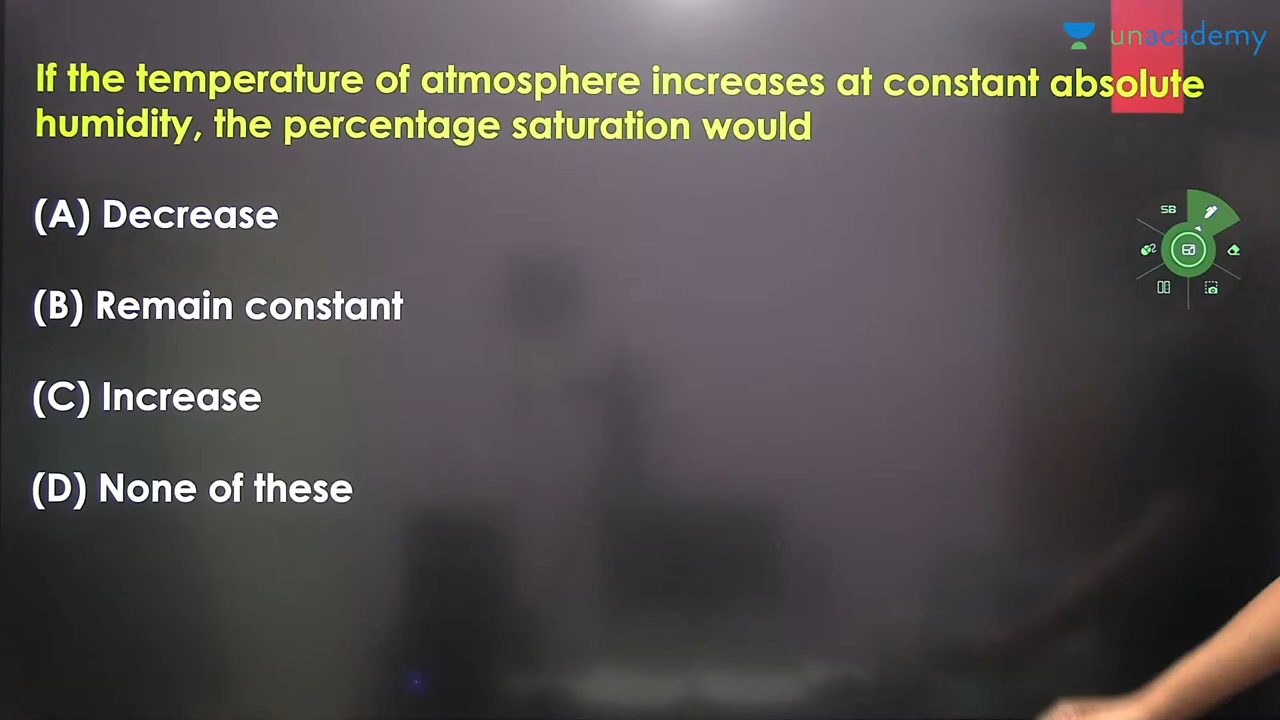 unacademy
If the temperature of atmosphere increases at constant absolute
humidity, the percentage saturation would
(A) Decrease
(B) Remain constant
(C) Increase
(D) None of these
SB